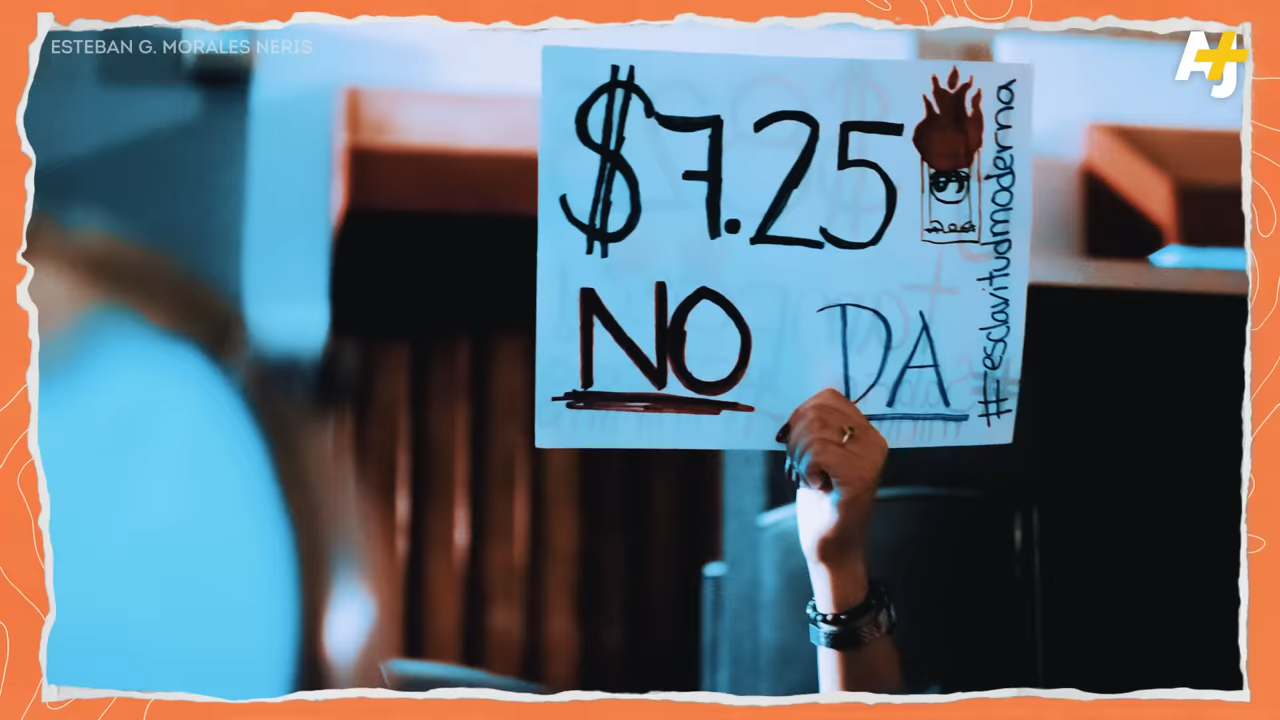 ESTEBAN G. MORALES NERIS
AJ+
$7.25
NO DA
#esclavitudmoderna